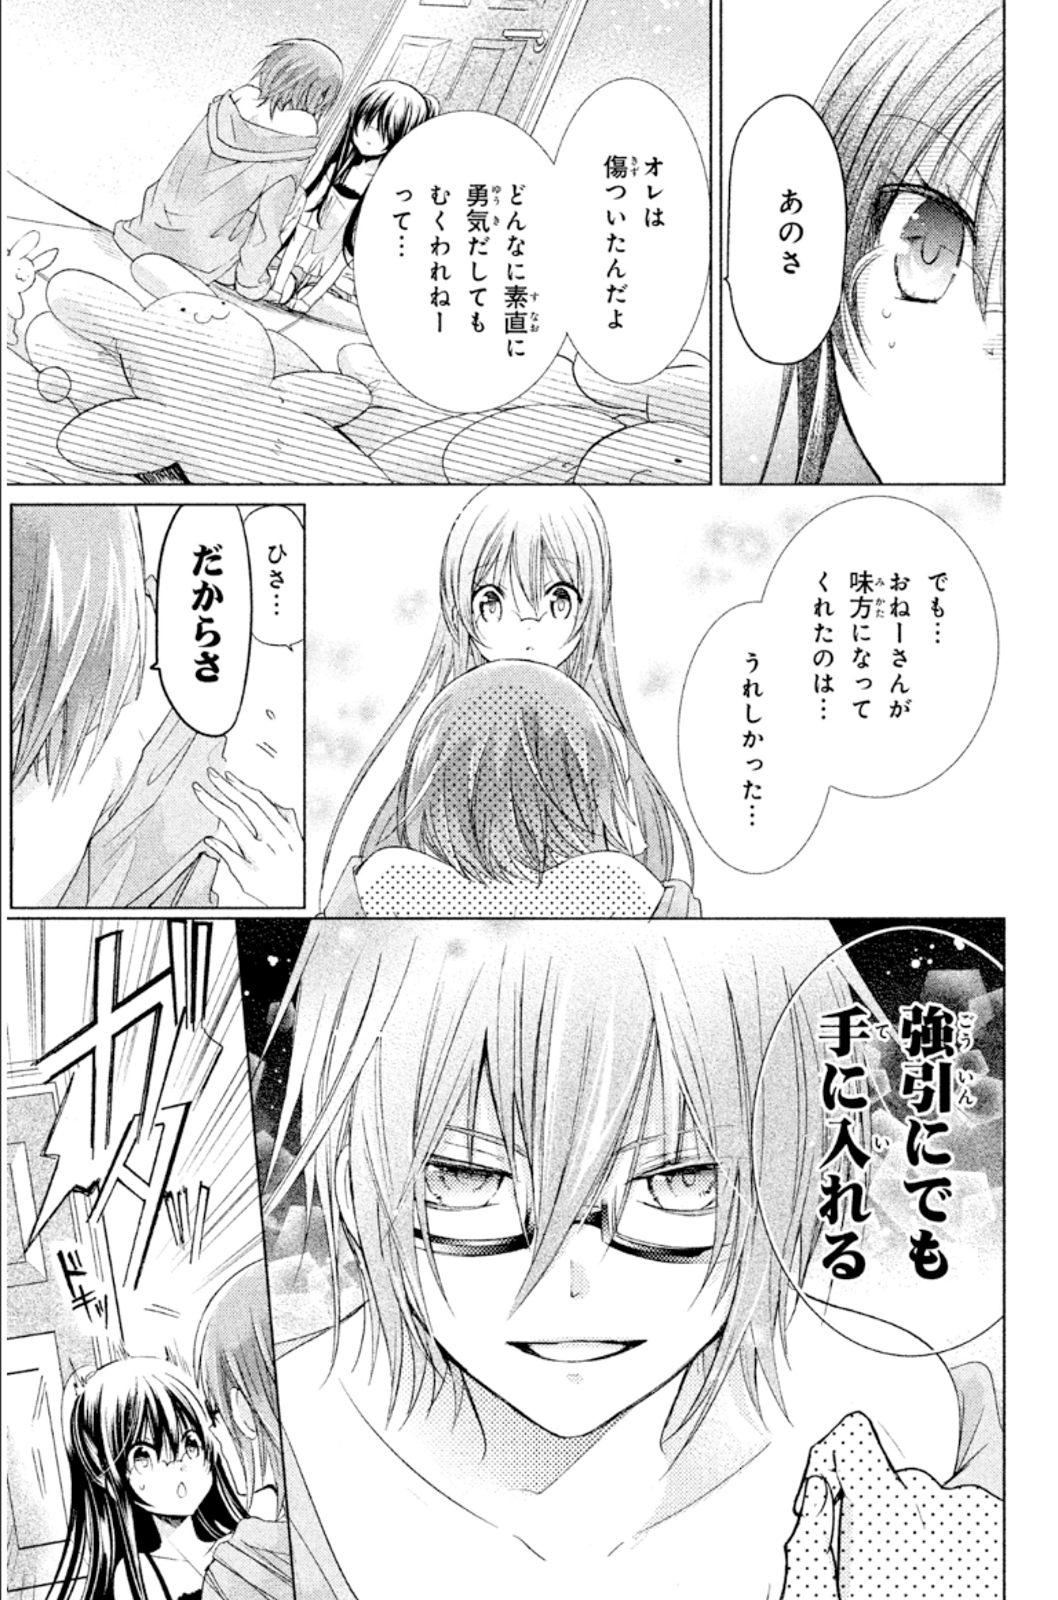 あのさ
オレは
傷ついたんだよ
どんなに素直に
勇気だしても
むくわれねー
って…
でも…
おねーさんが
味方になって
くれたのは…
うれしかった…
ひさ…
だからさ
強引にでも
手に入れる
ガタタッ
ドキッ